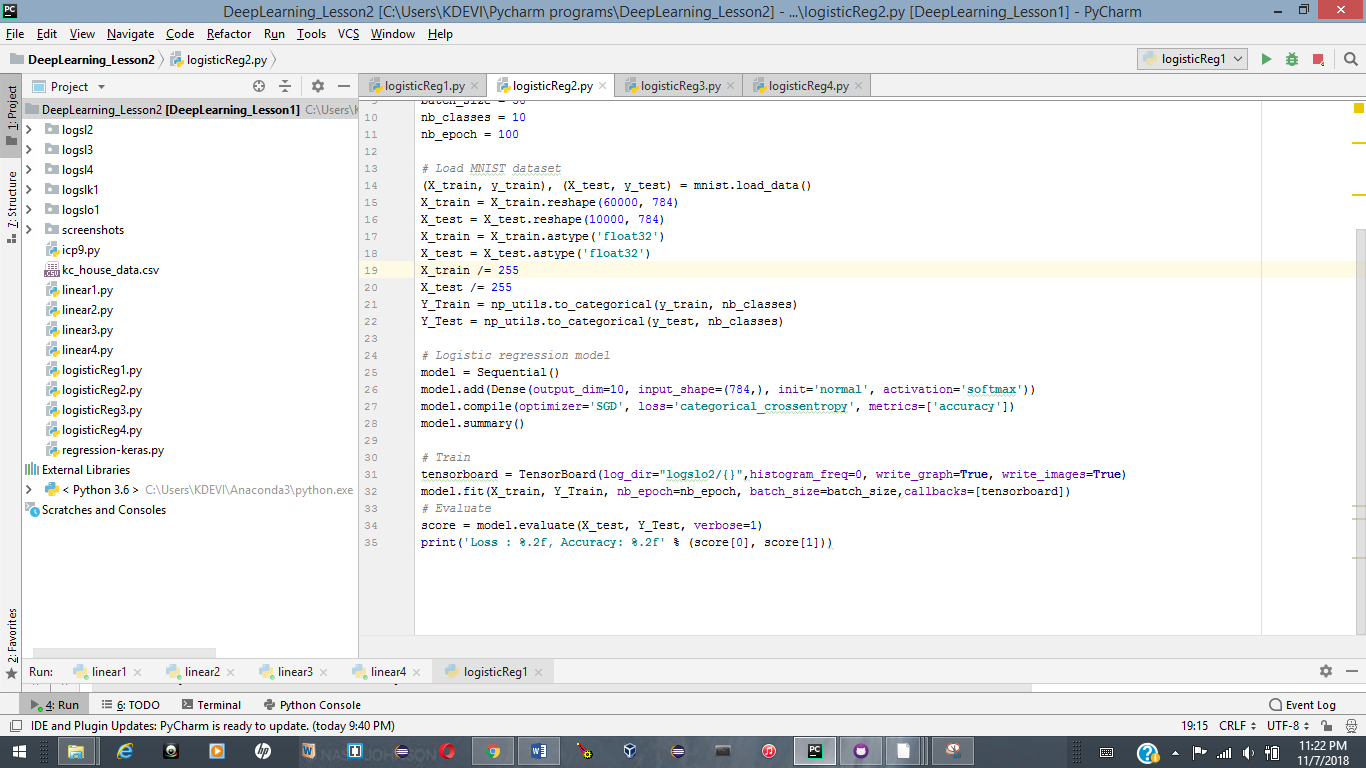 DeepLearning_Lesson2 [C:\Users\KDEVI\Pycharm programs\DeepLearning_Lesson2] - ...\logisticReg2.py [DeepLearning_Lesson1] - PyCharm
File Edit View Navigate Code Refactor Run Tools VCS Window Help
DeepLearning_Lesson2 logisticReg2.py logisticReg1
Project
logisticReg1.py logisticReg2.py logisticReg3.py logisticReg4.py
1: Project
7: Structure
2: Favorites
DeepLearning_Lesson2 [DeepLearning_Lesson1] C:\Users\K
logsl2
logsl3
logsl4
logslk1
logslo1
screenshots
icp9.py
kc_house_data.csv
linear1.py
linear2.py
linear3.py
linear4.py
logisticReg1.py
logisticReg2.py
logisticReg3.py
logisticReg4.py
regression-keras.py
External Libraries
< Python 3.6 > C:\Users\KDEVI\Anaconda3\python.exe
Scratches and Consoles
9 batch_size = 50
10 nb_classes = 10
11 nb_epoch = 100
12
13 # Load MNIST dataset
14 (X_train, y_train), (X_test, y_test) = mnist.load_data()
15 X_train = X_train.reshape(60000, 784)
16 X_test = X_test.reshape(10000, 784)
17 X_train = X_train.astype('float32')
18 X_test = X_test.astype('float32')
19 X_train /= 255
20 X_test /= 255
21 Y_Train = np_utils.to_categorical(y_train, nb_classes)
22 Y_Test = np_utils.to_categorical(y_test, nb_classes)
23
24 # Logistic regression model
25 model = Sequential()
26 model.add(Dense(output_dim=10, input_shape=(784,), init='normal', activation='softmax'))
27 model.compile(optimizer='SGD', loss='categorical_crossentropy', metrics=['accuracy'])
28 model.summary()
29
30 # Train
31 tensorboard = TensorBoard(log_dir="logslo2/{}",histogram_freq=0, write_graph=True, write_images=True)
32 model.fit(X_train, Y_Train, nb_epoch=nb_epoch, batch_size=batch_size,callbacks=[tensorboard])
33 # Evaluate
34 score = model.evaluate(X_test, Y_Test, verbose=1)
35 print('Loss : %.2f, Accuracy: %.2f' % (score[0], score[1]))
Run: linear1 linear2 linear3 linear4 logisticReg1
4: Run 6: TODO Terminal Python Console Event Log
IDE and Plugin Updates: PyCharm is ready to update. (today 9:40 PM) 19:15 CRLF UTF-8
11:22 PM
11/7/2018